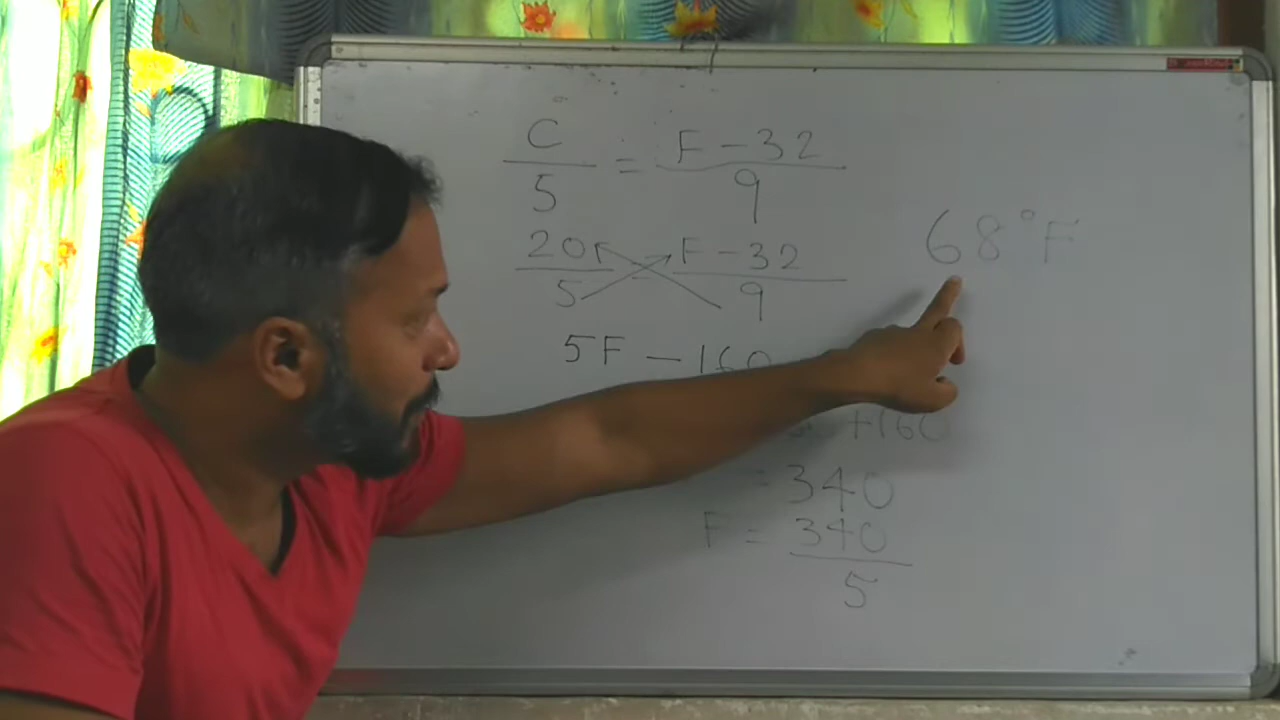 C/5 = F - 32/9
20/5 = F - 32/9
5F - 160
+160
= 340
F = 340/5
68°F